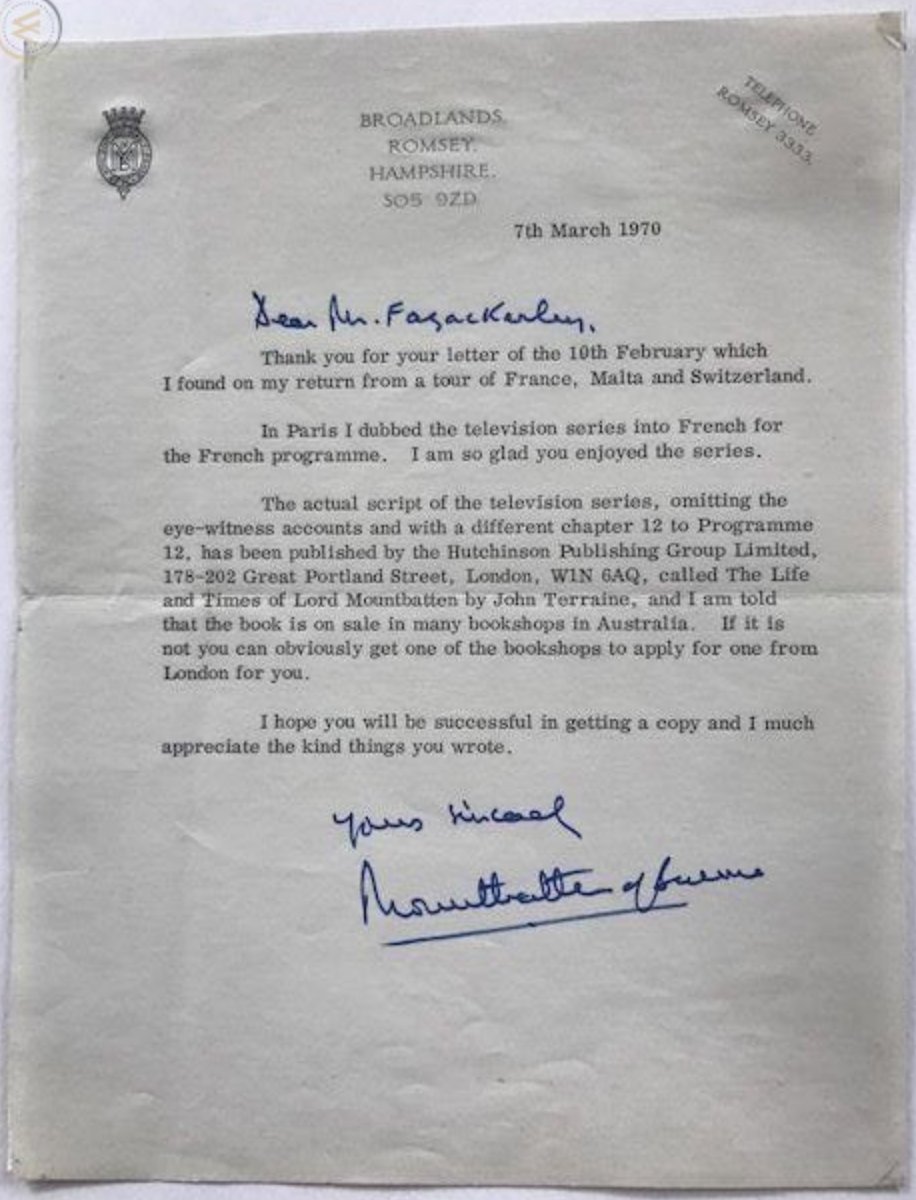 BROADLANDS,
ROMSEY,
HAMPSHIRE.
SO5 9ZD
TELEPHONE
ROMSEY 3333.
7th March 1970
Dear Mr. Fagackerley,
Thank you for your letter of the 10th February which
I found on my return from a tour of France, Malta and Switzerland.
In Paris I dubbed the television series into French for
the French programme. I am so glad you enjoyed the series.
The actual script of the television series, omitting the
eye-witness accounts and with a different chapter 12 to Programme
12, has been published by the Hutchinson Publishing Group Limited,
178-202 Great Portland Street, London, W1N 6AQ, called The Life
and Times of Lord Mountbatten by John Terraine, and I am told
that the book is on sale in many bookshops in Australia. If it is
not you can obviously get one of the bookshops to apply for one from
London for you.
I hope you will be successful in getting a copy and I much
appreciate the kind things you wrote.
Yours sincerely
Mountbatten of Burma